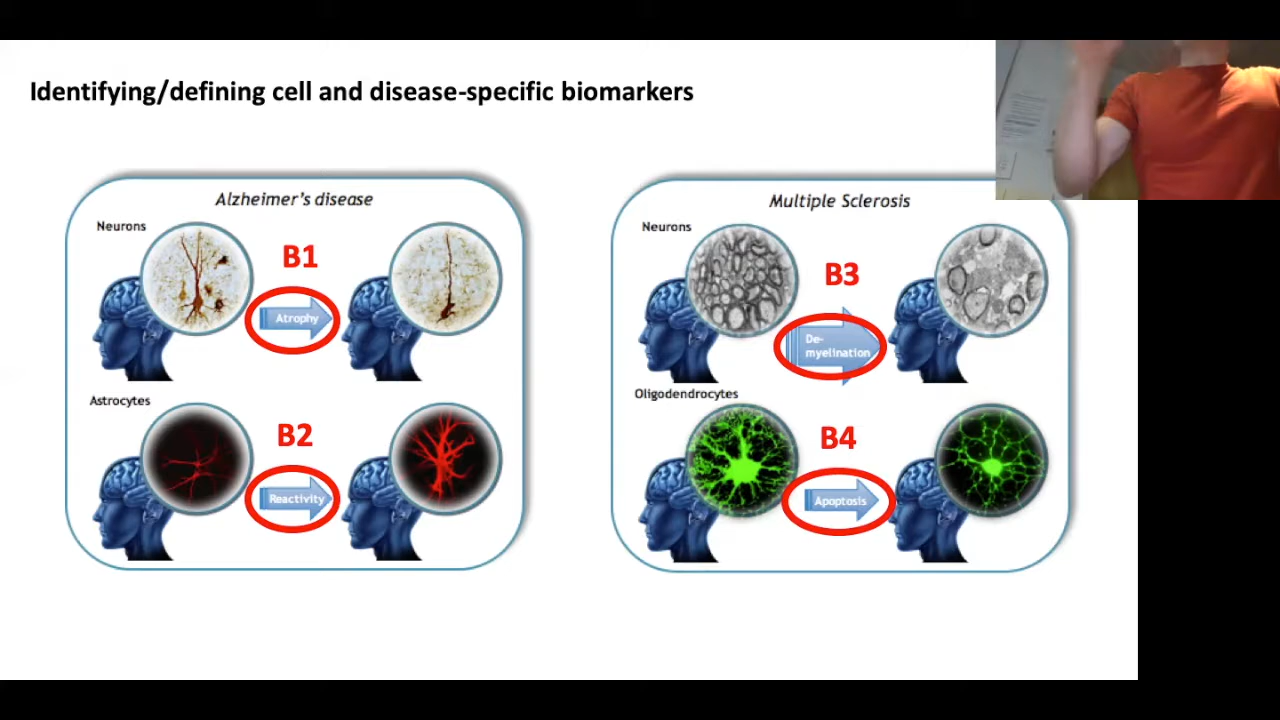 Identifying/defining cell and disease-specific biomarkers
Alzheimer's disease
Neurons
B1
Atrophy
Astrocytes
B2
Reactivity
Multiple Sclerosis
Neurons
B3
De-
myelination
Oligodendrocytes
B4
Apoptosis